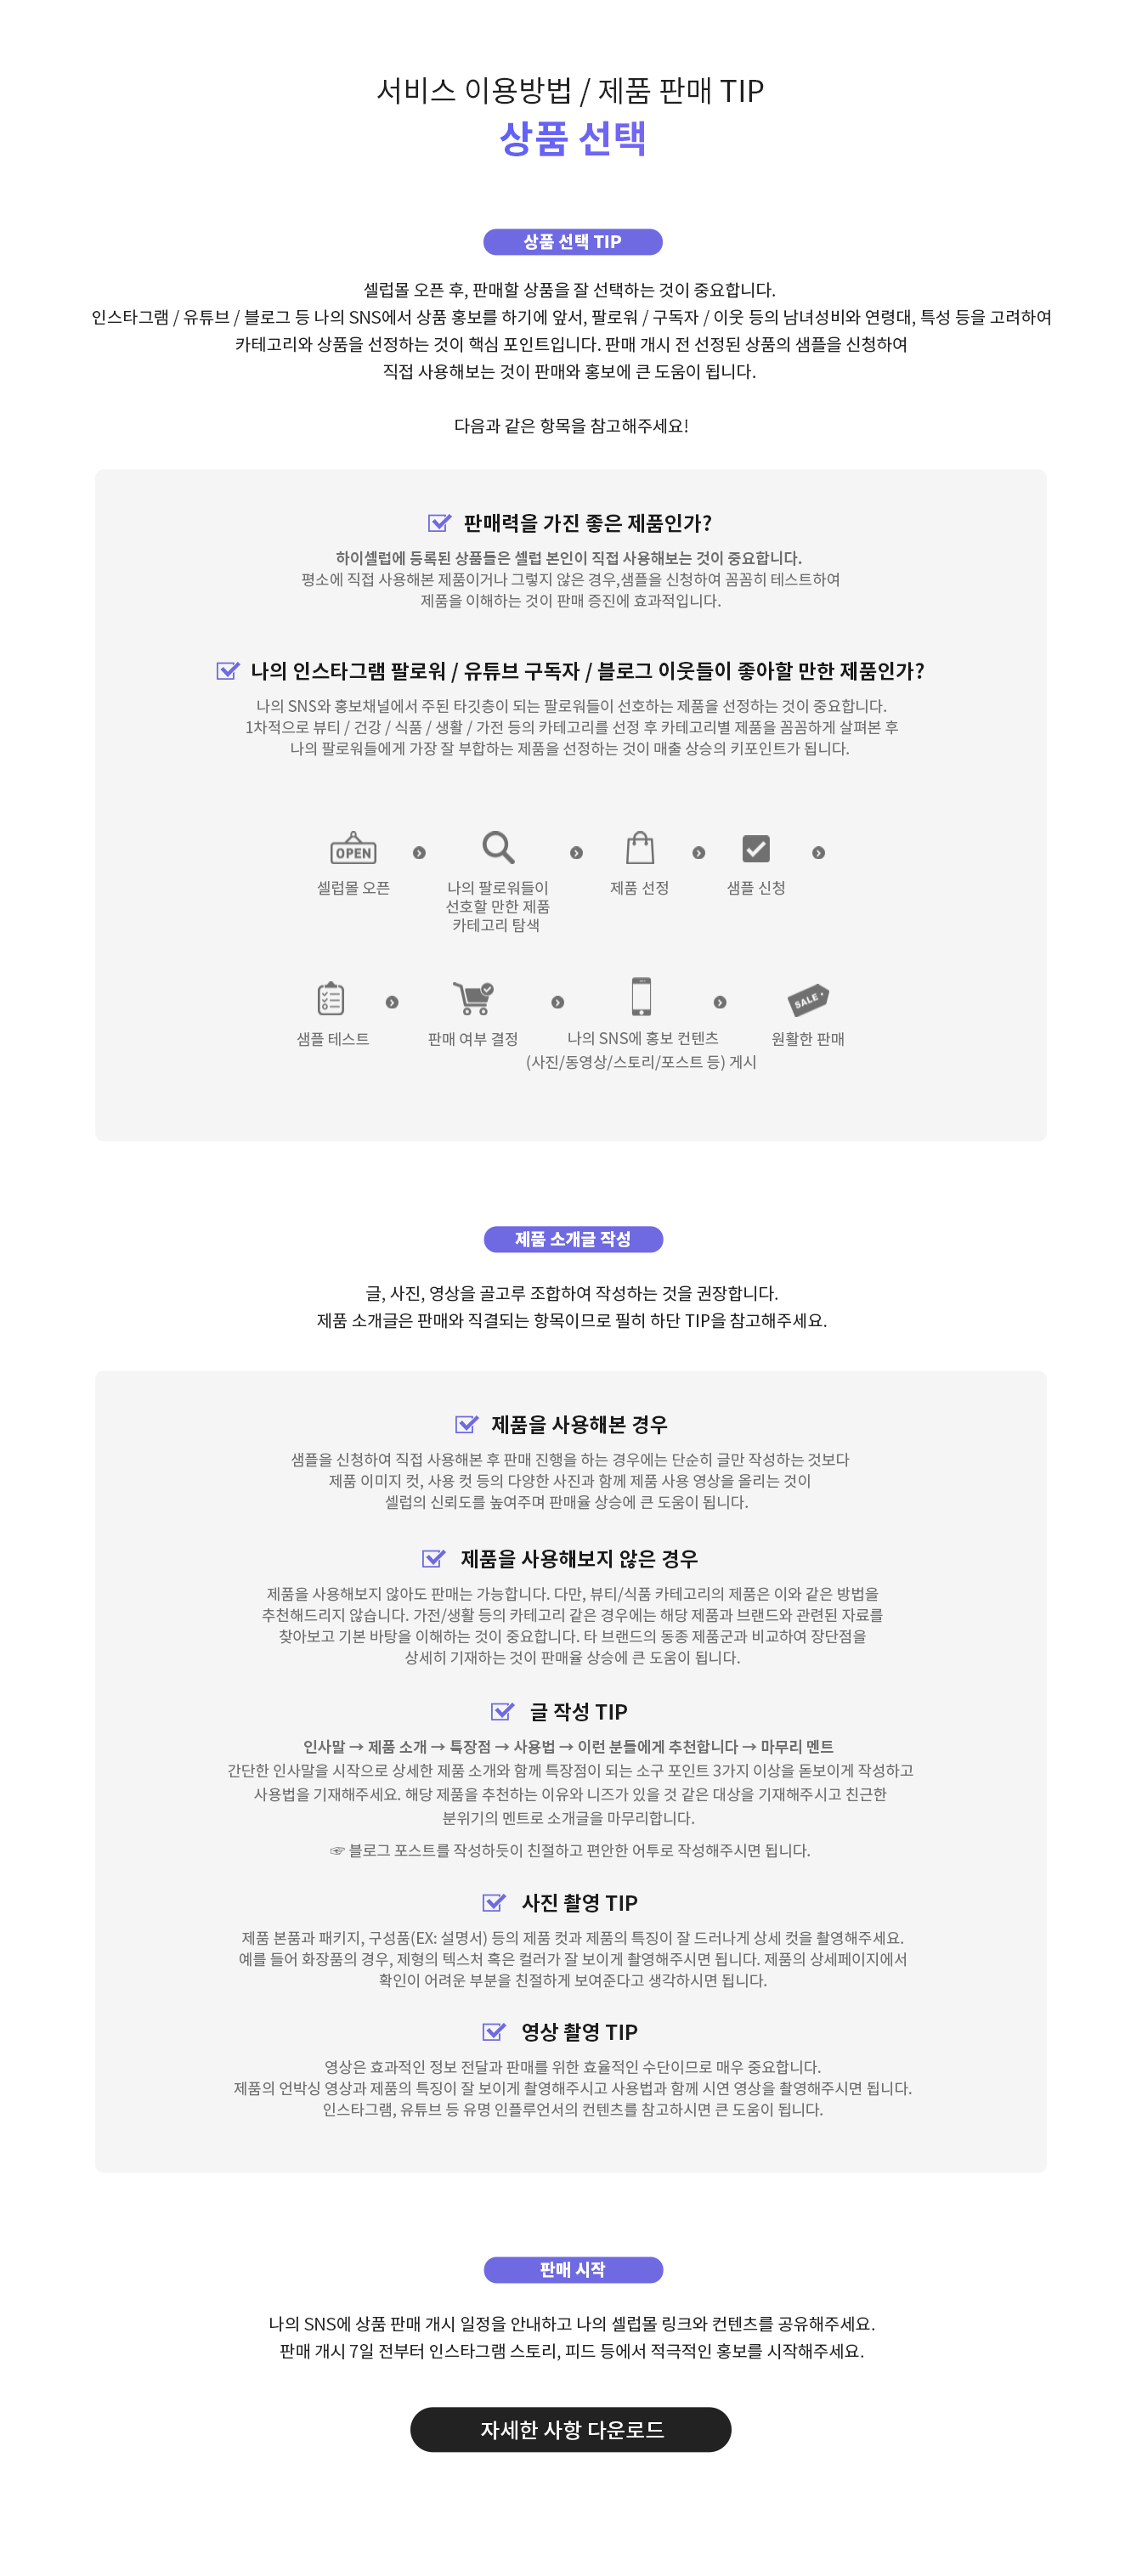 서비스 이용방법 / 제품 판매 TIP
상품 선택
상품 선택 TIP
셀럽몰 오픈 후, 판매할 상품을 잘 선택하는 것이 중요합니다.
인스타그램 / 유튜브 / 블로그 등 나의 SNS에서 상품 홍보를 하기에 앞서, 팔로워 / 구독자 / 이웃 등의 남녀성비와 연령대, 특성 등을 고려하여
카테고리와 상품을 선정하는 것이 핵심 포인트입니다. 판매 개시 전 선정된 상품의 샘플을 신청하여
직접 사용해보는 것이 판매와 홍보에 큰 도움이 됩니다.
다음과 같은 항목을 참고해주세요!
판매력을 가진 좋은 제품인가?
하이셀럽에 등록된 상품들은 셀럽 본인이 직접 사용해보는 것이 중요합니다.
평소에 직접 사용해본 제품이거나 그렇지 않은 경우,샘플을 신청하여 꼼꼼히 테스트하여
제품을 이해하는 것이 판매 증진에 효과적입니다.
나의 인스타그램 팔로워 / 유튜브 구독자 / 블로그 이웃들이 좋아할 만한 제품인가?
나의 SNS와 홍보채널에서 주된 타깃층이 되는 팔로워들이 선호하는 제품을 선정하는 것이 중요합니다.
1차적으로 뷰티 / 건강 / 식품 / 생활 / 가전 등의 카테고리를 선정 후 카테고리별 제품을 꼼꼼하게 살펴본 후
나의 팔로워들에게 가장 잘 부합하는 제품을 선정하는 것이 매출 상승의 키포인트가 됩니다.
OPEN
셀럽몰 오픈
나의 팔로워들이
선호할 만한 제품
카테고리 탐색
제품 선정
샘플 신청
샘플 테스트
판매 여부 결정
나의 SNS에 홍보 컨텐츠
(사진/동영상/스토리/포스트 등) 게시
SALE
원활한 판매
제품 소개글 작성
글, 사진, 영상을 골고루 조합하여 작성하는 것을 권장합니다.
제품 소개글은 판매와 직결되는 항목이므로 필히 하단 TIP을 참고해주세요.
제품을 사용해본 경우
샘플을 신청하여 직접 사용해본 후 판매 진행을 하는 경우에는 단순히 글만 작성하는 것보다
제품 이미지 컷, 사용 컷 등의 다양한 사진과 함께 제품 사용 영상을 올리는 것이
셀럽의 신뢰도를 높여주며 판매율 상승에 큰 도움이 됩니다.
제품을 사용해보지 않은 경우
제품을 사용해보지 않아도 판매는 가능합니다. 다만, 뷰티/식품 카테고리의 제품은 이와 같은 방법을
추천해드리지 않습니다. 가전/생활 등의 카테고리 같은 경우에는 해당 제품과 브랜드와 관련된 자료를
찾아보고 기본 바탕을 이해하는 것이 중요합니다. 타 브랜드의 동종 제품군과 비교하여 장단점을
상세히 기재하는 것이 판매율 상승에 큰 도움이 됩니다.
글 작성 TIP
인사말 → 제품 소개 → 특장점 → 사용법 → 이런 분들에게 추천합니다 → 마무리 멘트
간단한 인사말을 시작으로 상세한 제품 소개와 함께 특장점이 되는 소구 포인트 3가지 이상을 돋보이게 작성하고
사용법을 기재해주세요. 해당 제품을 추천하는 이유와 니즈가 있을 것 같은 대상을 기재해주시고 친근한
분위기의 멘트로 소개글을 마무리합니다.
☞ 블로그 포스트를 작성하듯이 친절하고 편안한 어투로 작성해주시면 됩니다.
사진 촬영 TIP
제품 본품과 패키지, 구성품(EX: 설명서) 등의 제품 컷과 제품의 특징이 잘 드러나게 상세 컷을 촬영해주세요.
예를 들어 화장품의 경우, 제형의 텍스처 혹은 컬러가 잘 보이게 촬영해주시면 됩니다. 제품의 상세페이지에서
확인이 어려운 부분을 친절하게 보여준다고 생각하시면 됩니다.
영상 촬영 TIP
영상은 효과적인 정보 전달과 판매를 위한 효율적인 수단이므로 매우 중요합니다.
제품의 언박싱 영상과 제품의 특징이 잘 보이게 촬영해주시고 사용법과 함께 시연 영상을 촬영해주시면 됩니다.
인스타그램, 유튜브 등 유명 인플루언서의 컨텐츠를 참고하시면 큰 도움이 됩니다.
판매 시작
나의 SNS에 상품 판매 개시 일정을 안내하고 나의 셀럽몰 링크와 컨텐츠를 공유해주세요.
판매 개시 7일 전부터 인스타그램 스토리, 피드 등에서 적극적인 홍보를 시작해주세요.
자세한 사항 다운로드